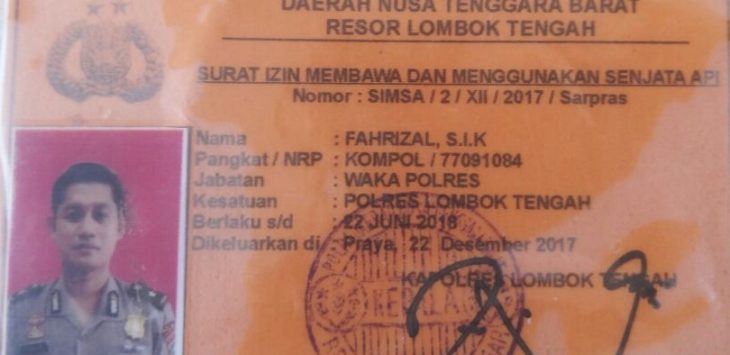 DAERAH NUSA TENGGARA BARAT
RESOR LOMBOK TENGAH
SURAT IZIN MEMBAWA DAN MENGGUNAKAN SENJATA API
Nomor : SIMSA / 2 / XII / 2017 / Sarpras
Nama : FAHRIZAL, S.I.K
Pangkat / NRP : KOMPOL / 77091084
Jabatan : WAKA POLRES
Kesatuan : POLRES LOMBOK TENGAH
Berlaku s/d : 22 JUNI 2018
Dikeluarkan di : Praya, 22 Desember 2017
KAPOLRES LOMBOK TENGAH
KEPALA